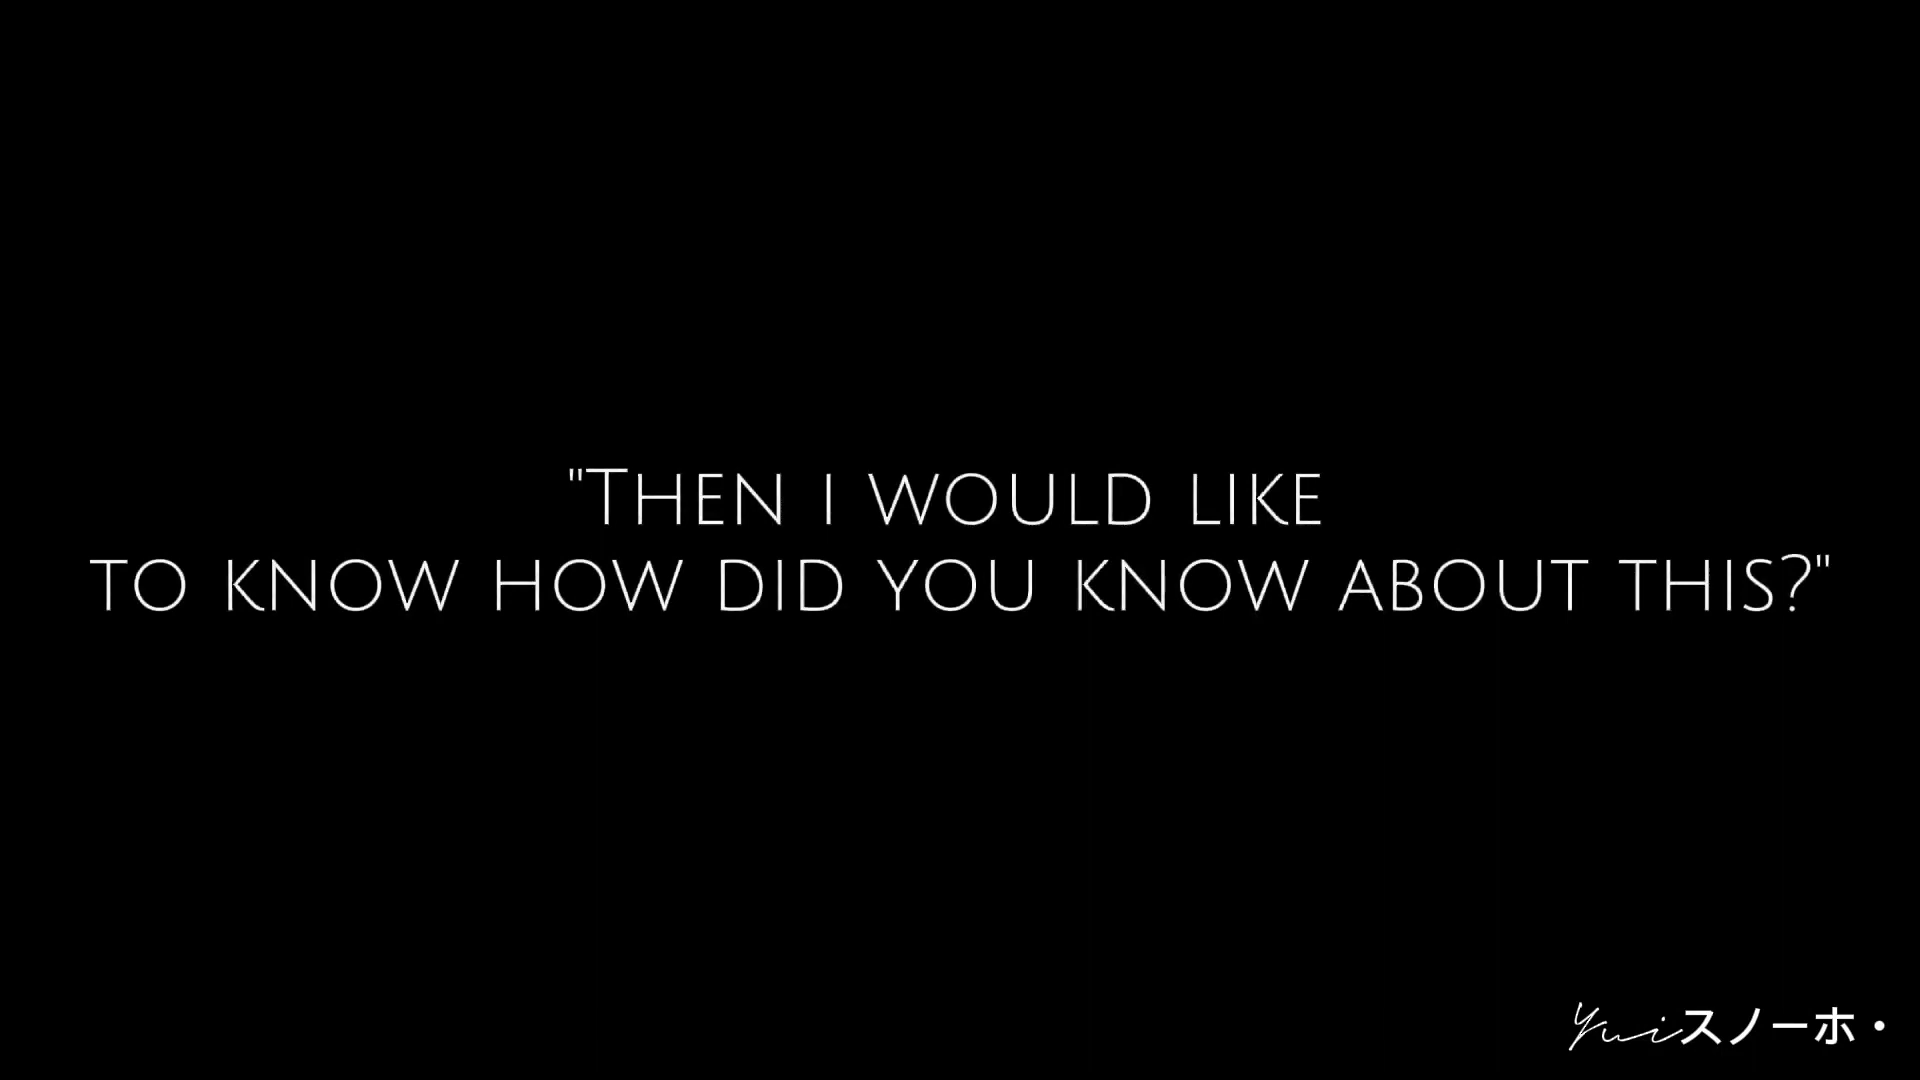 "Then i would like
to know how did you know about this?"
Yuiスノーホ・